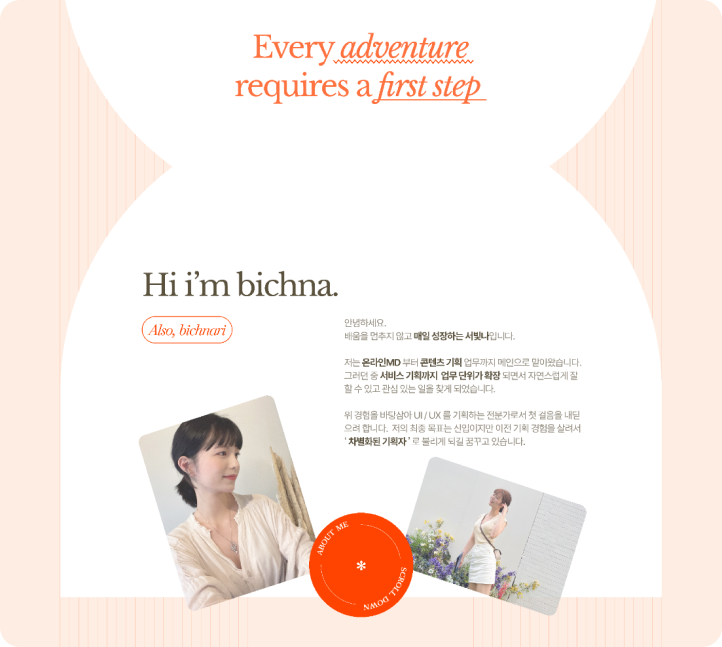 Every adventure
requires a first step
Hi i’m bichna.
Also, bichnari
안녕하세요.
배움을 멈추지 않고 매일 성장하는 서빛나입니다.
저는 온라인MD 부터 콘텐츠 기획 업무까지 메인으로 맡아왔습니다.
그러던 중 서비스 기획까지 업무 단위가 확장 되면서 자연스럽게 잘
할 수 있고 관심 있는 일을 찾게 되었습니다.
위 경험을 바탕삼아 UI / UX 를 기획하는 전문가로서 첫 걸음을 내딛
으려 합니다. 저의 최종 목표는 신입이지만 이전 기획 경험을 살려서
‘ 차별화된 기획자 ’ 로 불리게 되길 꿈꾸고 있습니다.
ABOUT ME
SCROLL DOWN